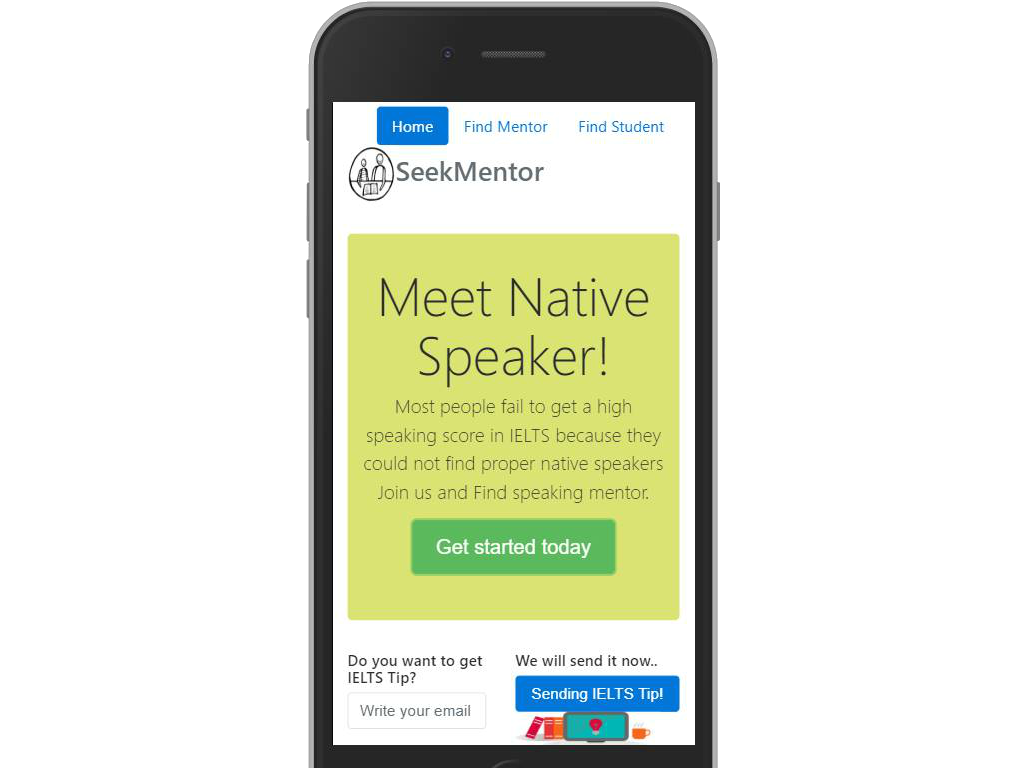 Home Find Mentor Find Student
SeekMentor
Meet Native
Speaker!
Most people fail to get a high
speaking score in IELTS because they
could not find proper native speakers
Join us and Find speaking mentor.
Get started today
Do you want to get
IELTS Tip?
Write your email
We will send it now..
Sending IELTS Tip!